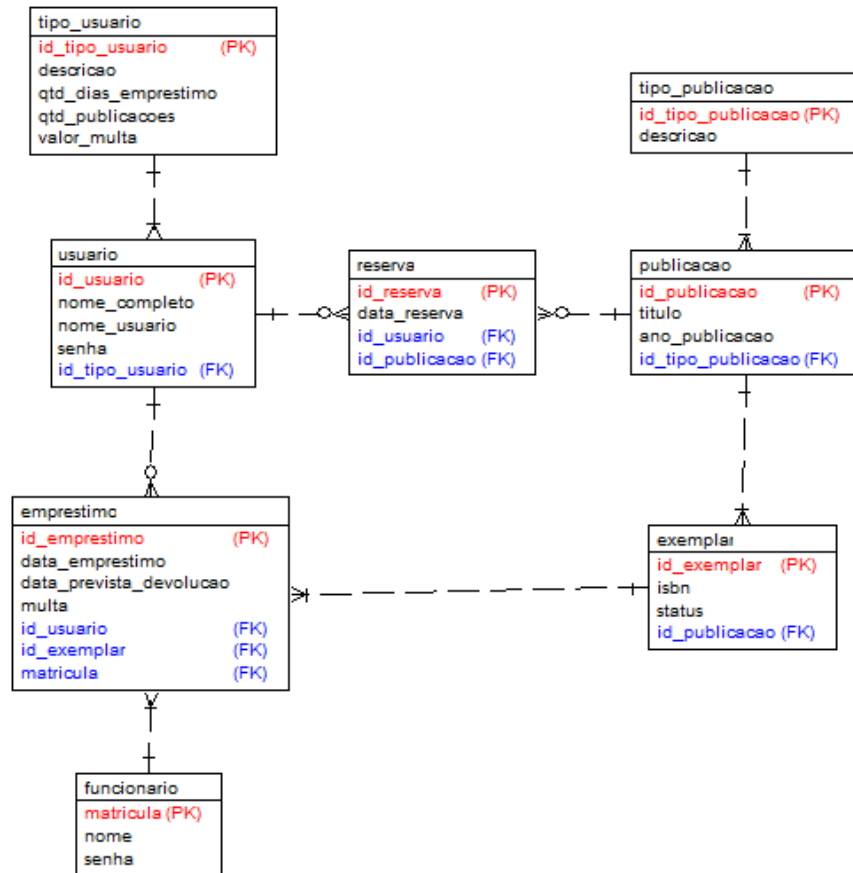 tipo_usuario
id_tipo_usuario (PK)
descricao
qtd_dias_emprestimo
qtd_publicacoes
valor_multa
tipo_publicacao
id_tipo_publicacao (PK)
descricao
usuario
id_usuario (PK)
nome_completo
nome_usuario
senha
id_tipo_usuario (FK)
reserva
id_reserva (PK)
data_reserva
id_usuario (FK)
id_publicacao (FK)
publicacao
id_publicacao (PK)
titulo
ano_publicacao
id_tipo_publicacao (FK)
emprestimo
id_emprestimo (PK)
data_emprestimo
data_prevista_devolucao
multa
id_usuario (FK)
id_exemplar (FK)
matricula (FK)
exemplar
id_exemplar (PK)
isbn
status
id_publicacao (FK)
funcionario
matricula (PK)
nome
senha